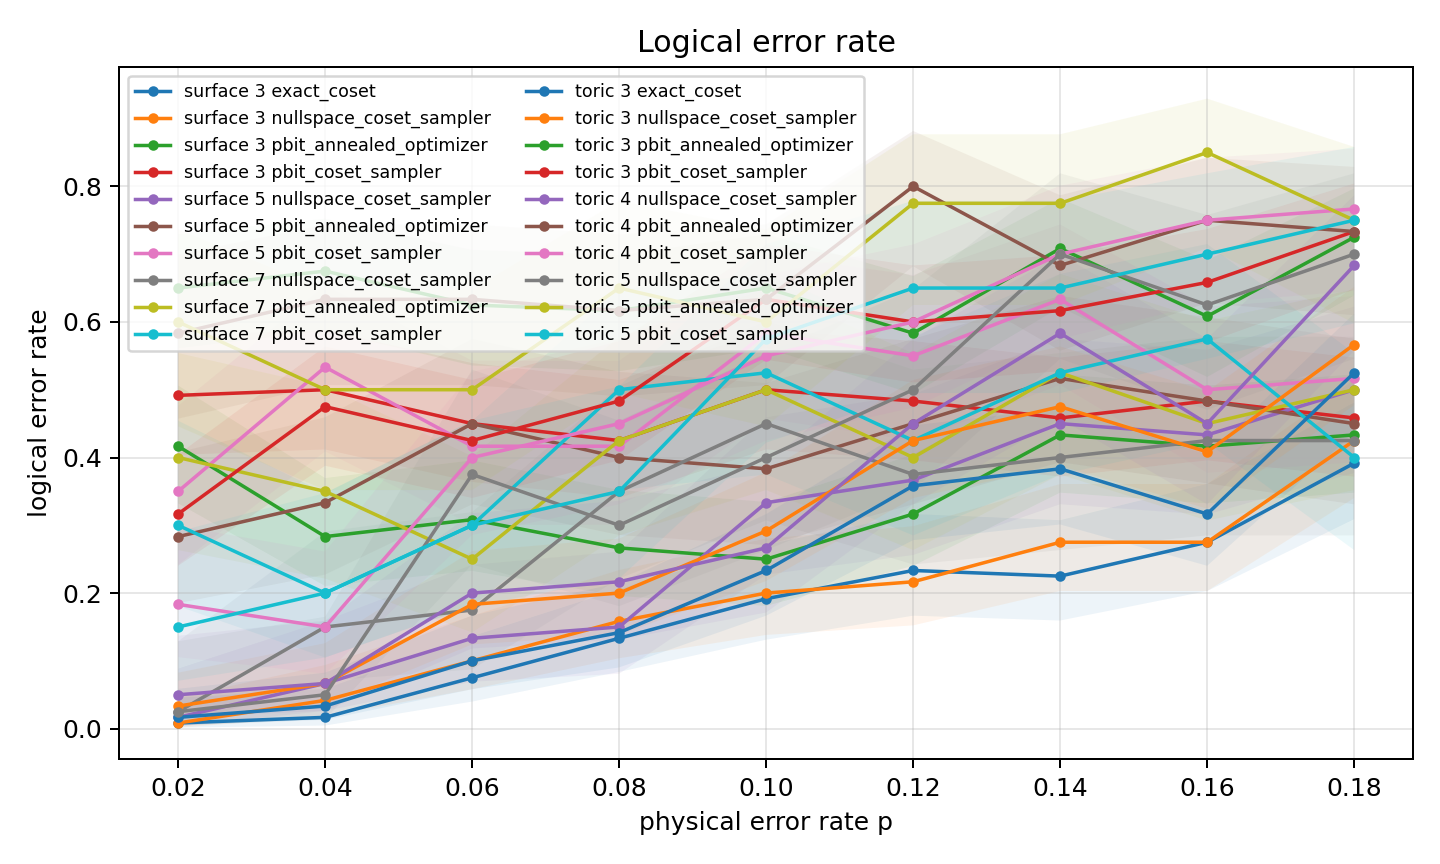 Logical error rate
surface 3 exact_coset
surface 3 nullspace_coset_sampler
surface 3 pbit_annealed_optimizer
surface 3 pbit_coset_sampler
surface 5 nullspace_coset_sampler
surface 5 pbit_annealed_optimizer
surface 5 pbit_coset_sampler
surface 7 nullspace_coset_sampler
surface 7 pbit_annealed_optimizer
surface 7 pbit_coset_sampler
toric 3 exact_coset
toric 3 nullspace_coset_sampler
toric 3 pbit_annealed_optimizer
toric 3 pbit_coset_sampler
toric 4 nullspace_coset_sampler
toric 4 pbit_annealed_optimizer
toric 4 pbit_coset_sampler
toric 5 nullspace_coset_sampler
toric 5 pbit_annealed_optimizer
toric 5 pbit_coset_sampler
logical error rate
0.8
0.6
0.4
0.2
0.0
0.02 0.04 0.06 0.08 0.10 0.12 0.14 0.16 0.18
physical error rate p